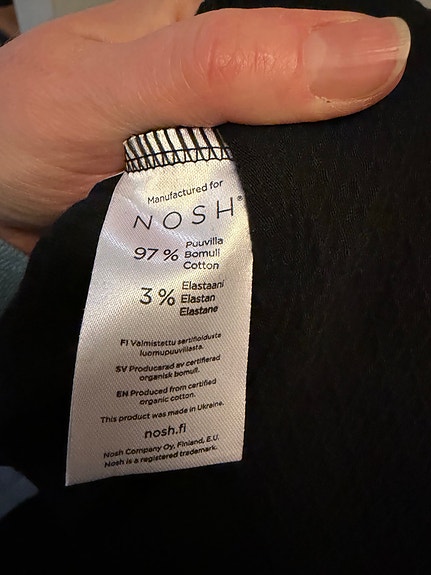 Manufactured for
NOSH®
97 % Puuvilla
Bomull
Cotton
3 % Elastaani
Elastan
Elastane
FI Valmistettu sertifioidusta
luomupuuvillasta.
SV Producerad av certifierad
organisk bomull.
EN Produced from certified
organic cotton.
This product was made in Ukraine.
nosh.fi
Nosh Company Oy, Finland, E.U.
Nosh is a registered trademark.